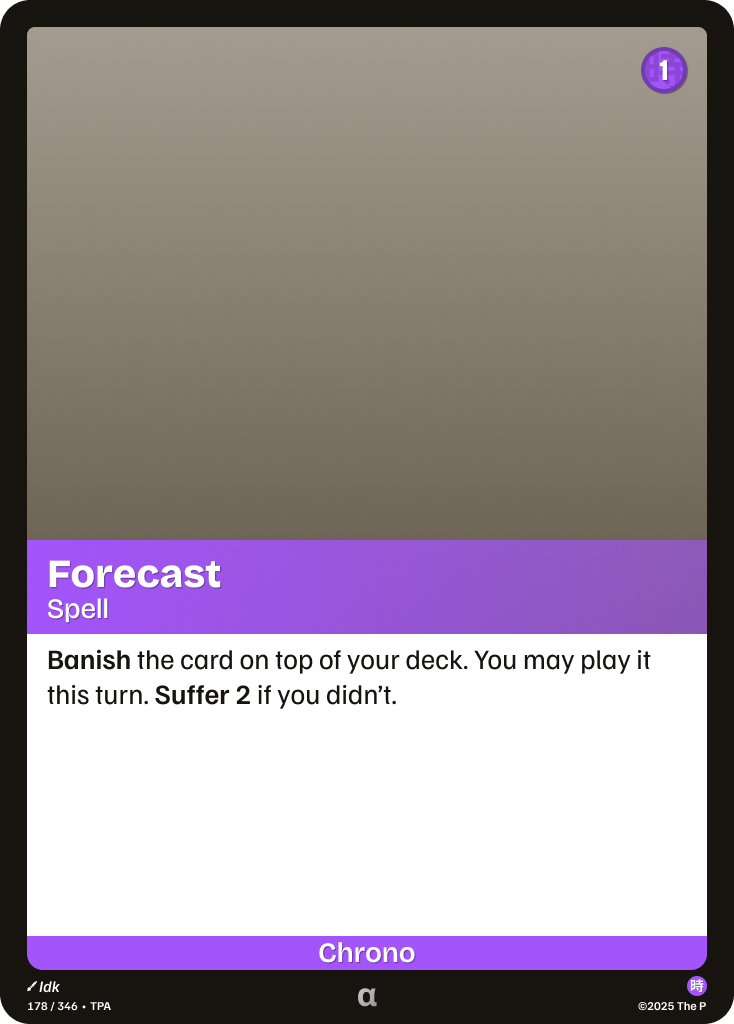 1
Forecast
Spell
Banish the card on top of your deck. You may play it
this turn. Suffer 2 if you didn’t.
Chrono
Idk
178 / 346 • TPA
α
時
©2025 The P